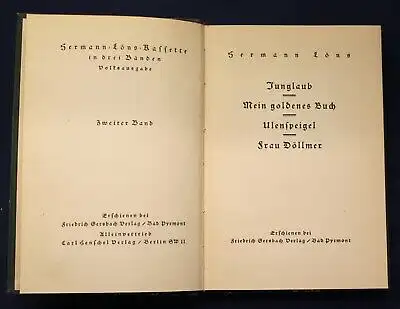 Hermann-Löns-Kassette
in drei Bänden
Volksausgabe
Zweiter Band
Erschienen bei
Friedrich Gersbach Verlag / Bad Pyrmont
Alleinvertrieb
Carl Henschel Verlag / Berlin SW 11
Hermann Löns
Junglaub
Mein goldenes Buch
Ulenspeigel
Frau Döllmer
Erschienen bei
Friedrich Gersbach Verlag / Bad Pyrmont